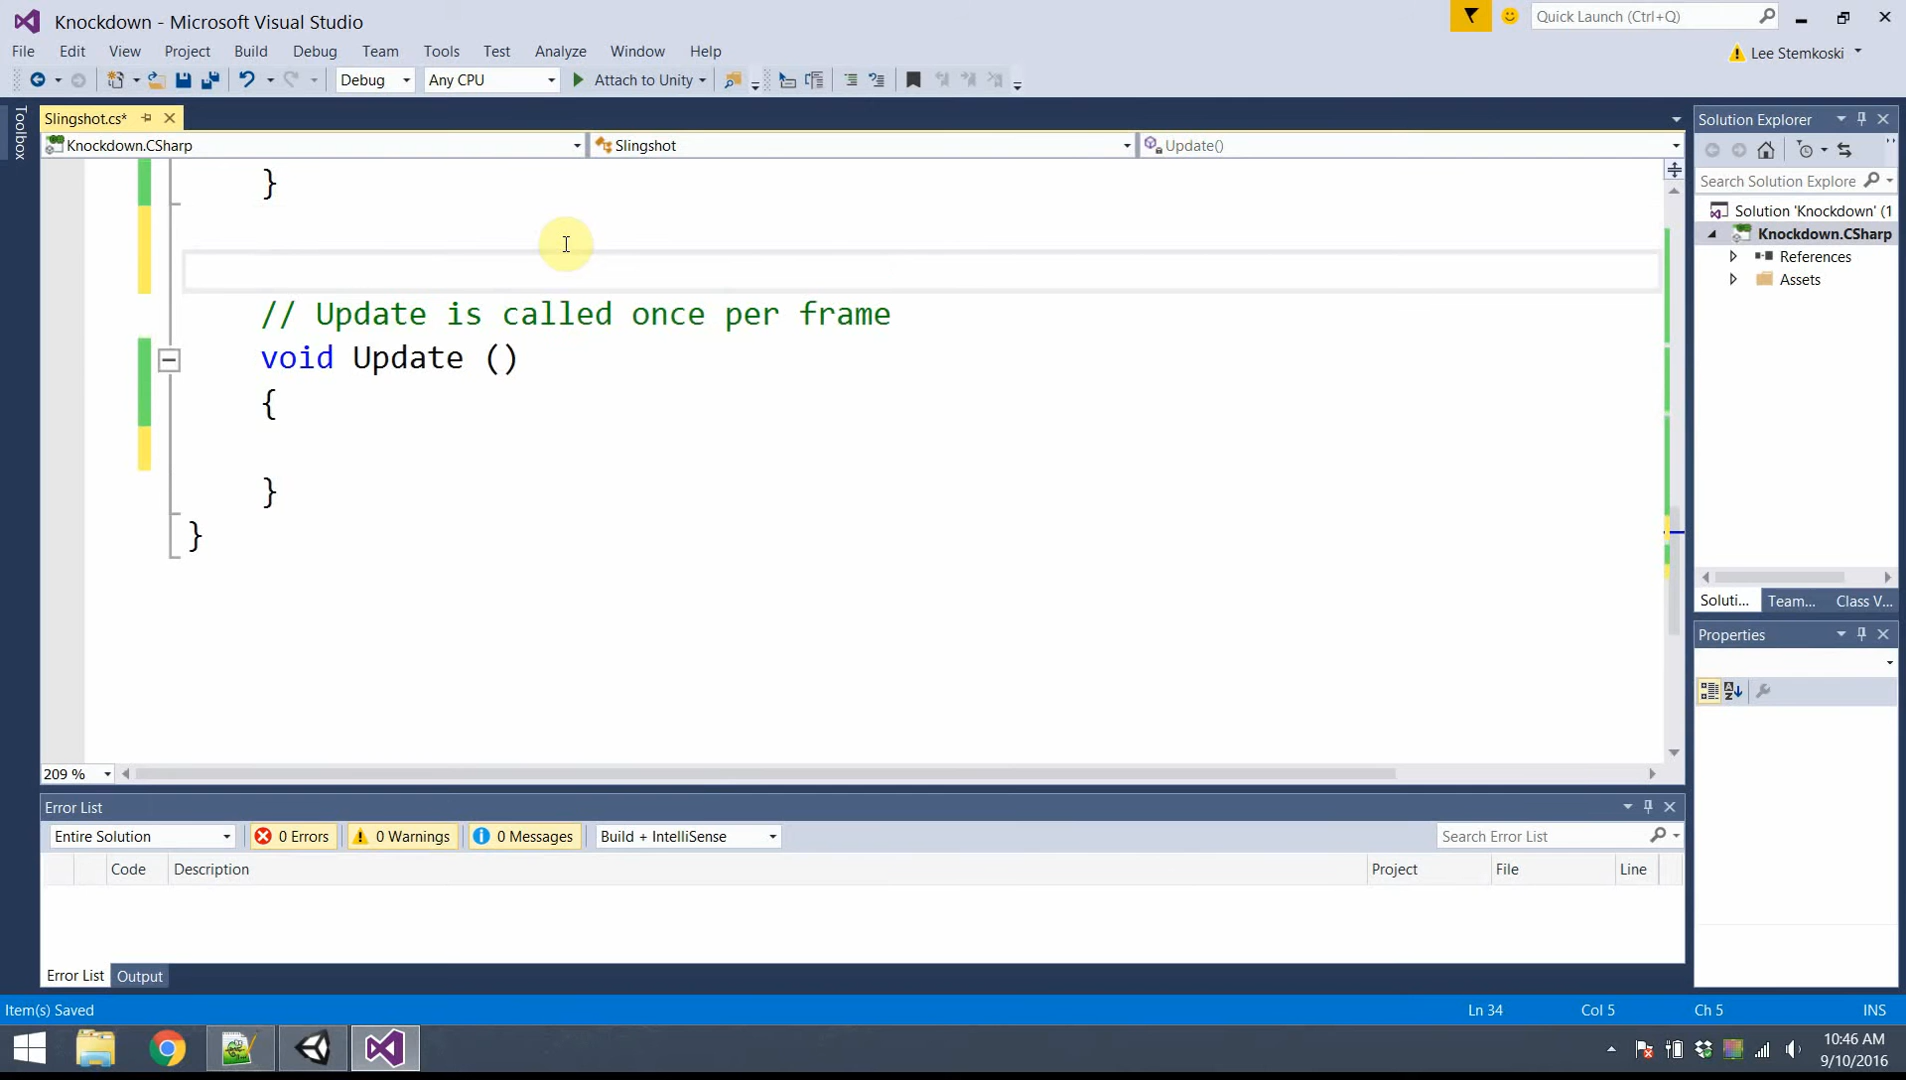 Knockdown - Microsoft Visual Studio
Quick Launch (Ctrl+Q)
File Edit View Project Build Debug Team Tools Test Analyze Window Help
Lee Stemkoski
Debug Any CPU Attach to Unity
Toolbox
Slingshot.cs*
Knockdown.CSharp Slingshot Update()
}
// Update is called once per frame
void Update ()
{
}
}
209 %
Solution Explorer
Search Solution Explore
Solution 'Knockdown' (1
Knockdown.CSharp
References
Assets
Soluti... Team... Class V...
Properties
Error List
Entire Solution 0 Errors 0 Warnings 0 Messages Build + IntelliSense Search Error List
Code Description Project File Line
Error List Output
Item(s) Saved Ln 34 Col 5 Ch 5 INS
10:46 AM
9/10/2016